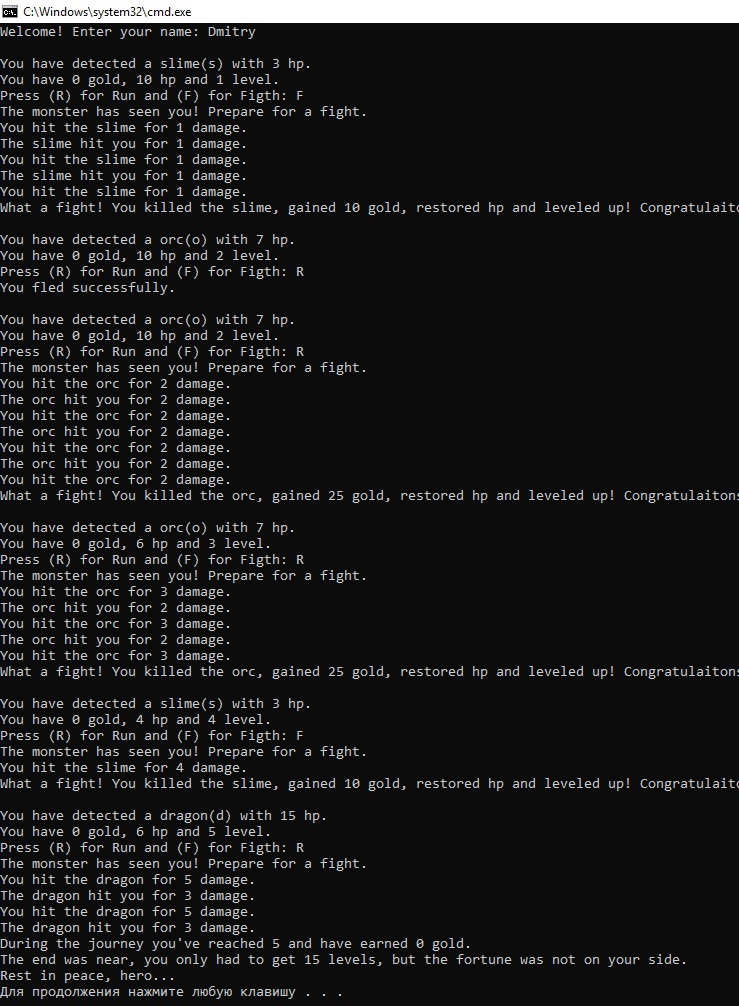 C:\Windows\system32\cmd.exe
Welcome! Enter your name: Dmitry
You have detected a slime(s) with 3 hp.
You have 0 gold, 10 hp and 1 level.
Press (R) for Run and (F) for Figth: F
The monster has seen you! Prepare for a fight.
You hit the slime for 1 damage.
The slime hit you for 1 damage.
You hit the slime for 1 damage.
The slime hit you for 1 damage.
You hit the slime for 1 damage.
What a fight! You killed the slime, gained 10 gold, restored hp and leveled up! Congratulaito
You have detected a orc(o) with 7 hp.
You have 0 gold, 10 hp and 2 level.
Press (R) for Run and (F) for Figth: R
You fled successfully.
You have detected a orc(o) with 7 hp.
You have 0 gold, 10 hp and 2 level.
Press (R) for Run and (F) for Figth: R
The monster has seen you! Prepare for a fight.
You hit the orc for 2 damage.
The orc hit you for 2 damage.
You hit the orc for 2 damage.
The orc hit you for 2 damage.
You hit the orc for 2 damage.
The orc hit you for 2 damage.
You hit the orc for 2 damage.
What a fight! You killed the orc, gained 25 gold, restored hp and leveled up! Congratulaitons
You have detected a orc(o) with 7 hp.
You have 0 gold, 6 hp and 3 level.
Press (R) for Run and (F) for Figth: R
The monster has seen you! Prepare for a fight.
You hit the orc for 3 damage.
The orc hit you for 2 damage.
You hit the orc for 3 damage.
The orc hit you for 2 damage.
You hit the orc for 3 damage.
What a fight! You killed the orc, gained 25 gold, restored hp and leveled up! Congratulaitons
You have detected a slime(s) with 3 hp.
You have 0 gold, 4 hp and 4 level.
Press (R) for Run and (F) for Figth: F
The monster has seen you! Prepare for a fight.
You hit the slime for 4 damage.
What a fight! You killed the slime, gained 10 gold, restored hp and leveled up! Congratulaito
You have detected a dragon(d) with 15 hp.
You have 0 gold, 6 hp and 5 level.
Press (R) for Run and (F) for Figth: R
The monster has seen you! Prepare for a fight.
You hit the dragon for 5 damage.
The dragon hit you for 3 damage.
You hit the dragon for 5 damage.
The dragon hit you for 3 damage.
During the journey you've reached 5 and have earned 0 gold.
The end was near, you only had to get 15 levels, but the fortune was not on your side.
Rest in peace, hero...
Для продолжения нажмите любую клавишу . . .